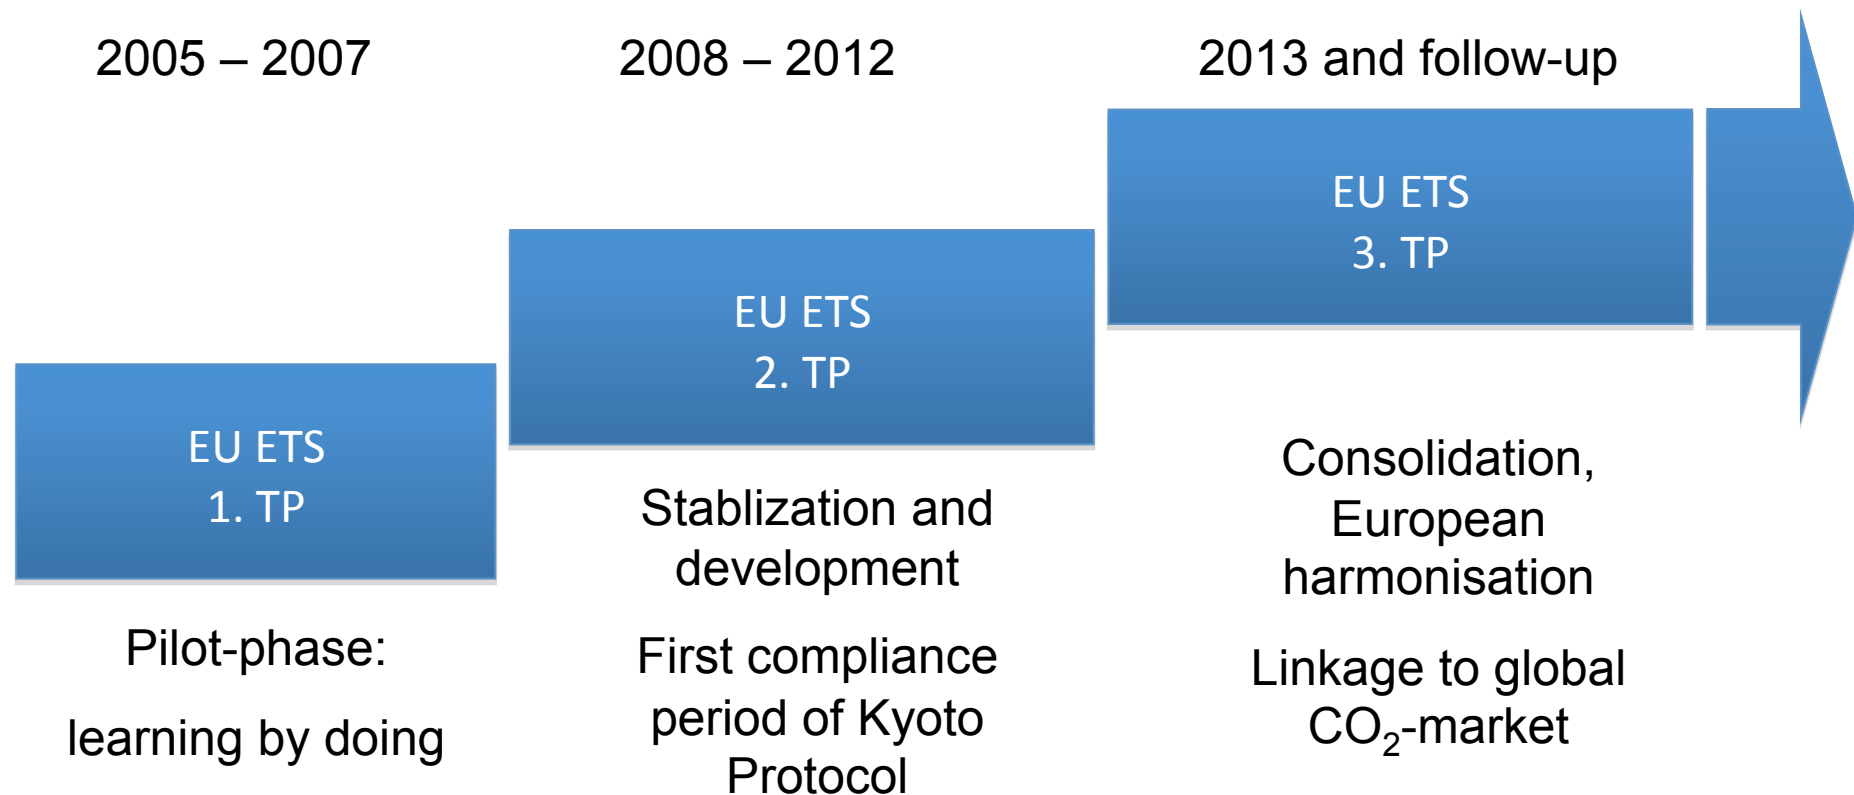 2005 – 2007
2008 – 2012
2013 and follow-up
EU ETS
1. TP
EU ETS
2. TP
EU ETS
3. TP
Pilot-phase:
learning by doing
Stablization and
development
First compliance
period of Kyoto
Protocol
Consolidation,
European
harmonisation
Linkage to global
CO₂-market